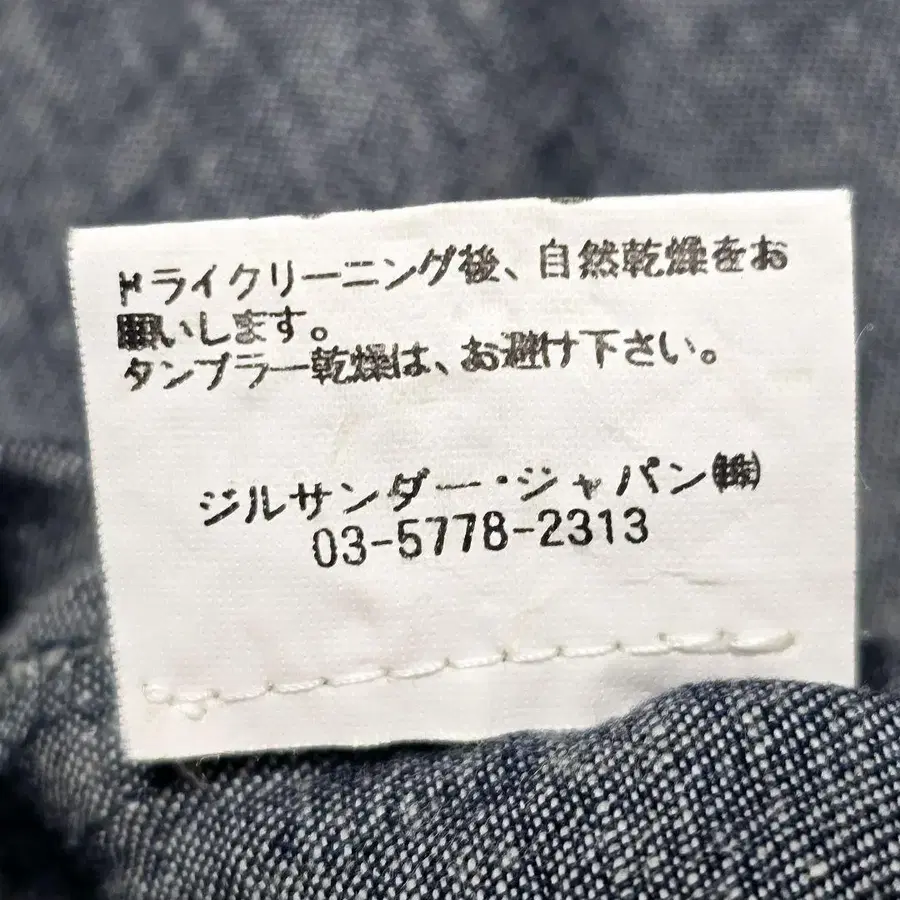 ドライクリーニング後、自然乾燥をお
願いします。
タンブラー乾燥は、お避け下さい。
ジルサンダー・ジャパン㈱
03-5778-2313